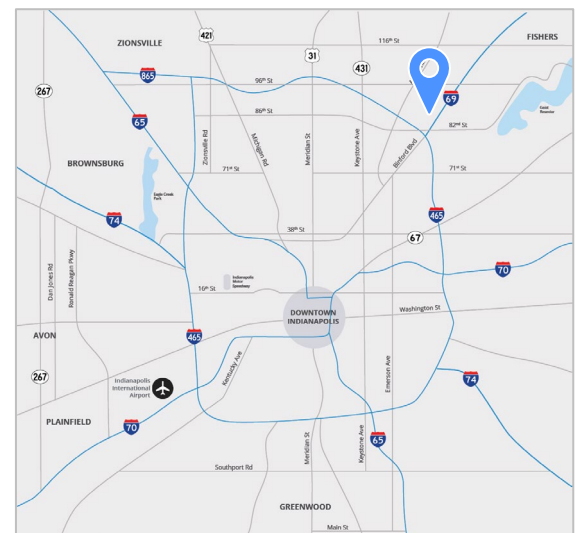 421
116th St
FISHERS
ZIONSVILLE
31
431
865
96th St
267
69
65
86th St
82nd St
Geist
Reservoir
Zionsville Rd
Michigan Rd
Meridian St
Keystone Ave
Binford Blvd
BROWNSBURG
71st St
71st St
Eagle Creek
Park
74
465
38th St
67
70
Dan Jones Rd
Ronald Reagan Pkwy
Indianapolis
Motor
Speedway
16th St
DOWNTOWN
INDIANAPOLIS
Washington St
AVON
465
267
Kentucky Ave
Emerson Ave
74
Indianapolis
International
Airport
PLAINFIELD
70
65
Meridian St
Keystone Ave
Southport Rd
GREENWOOD
Main St